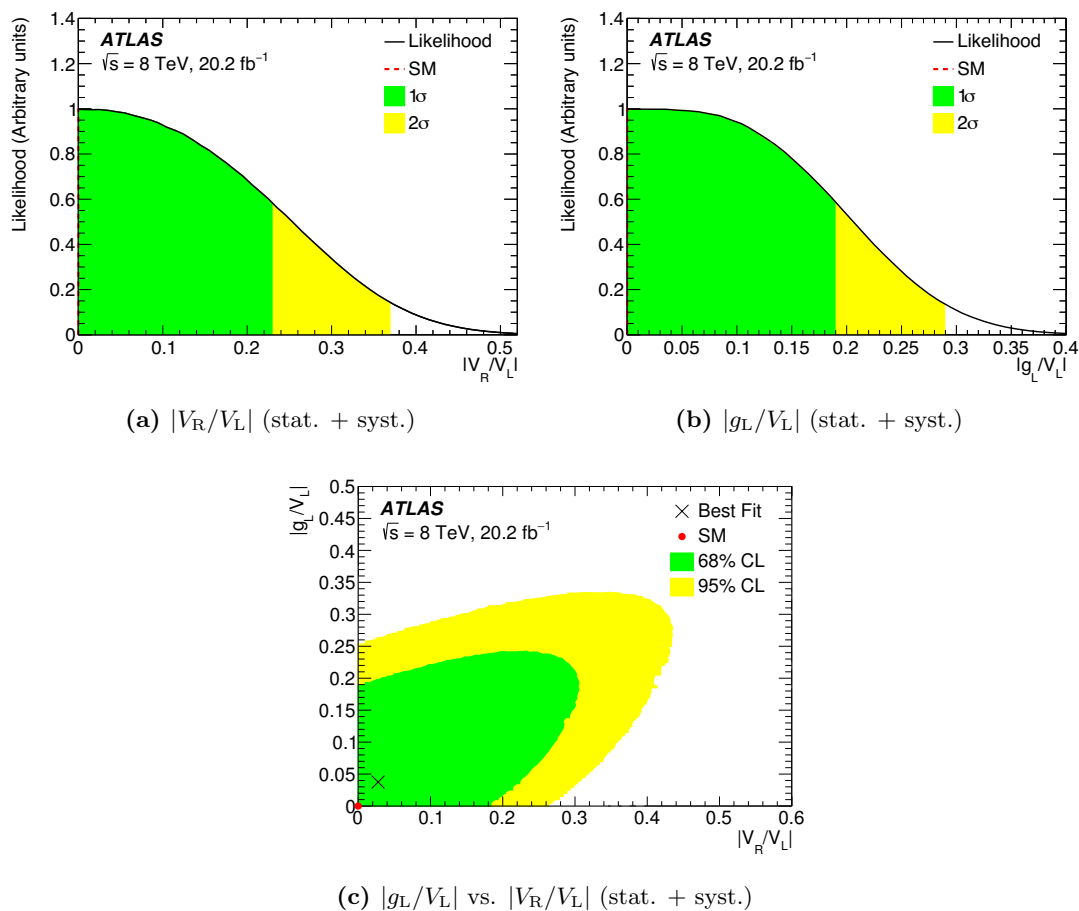 ATLAS
√s = 8 TeV, 20.2 fb⁻¹
Likelihood
SM
1σ
2σ
Likelihood (Arbitrary units)
1.4
1.2
1
0.8
0.6
0.4
0.2
0
0 0.1 0.2 0.3 0.4 0.5
|V_R/V_L|
(a) |V_R/V_L| (stat. + syst.)
ATLAS
√s = 8 TeV, 20.2 fb⁻¹
Likelihood
SM
1σ
2σ
Likelihood (Arbitrary units)
1.4
1.2
1
0.8
0.6
0.4
0.2
0
0 0.05 0.1 0.15 0.2 0.25 0.3 0.35 0.4
|g_L/V_L|
(b) |g_L/V_L| (stat. + syst.)
ATLAS
√s = 8 TeV, 20.2 fb⁻¹
Best Fit
SM
68% CL
95% CL
|g_L/V_L|
0.5
0.45
0.4
0.35
0.3
0.25
0.2
0.15
0.1
0.05
0
0 0.1 0.2 0.3 0.4 0.5 0.6
|V_R/V_L|
(c) |g_L/V_L| vs. |V_R/V_L| (stat. + syst.)